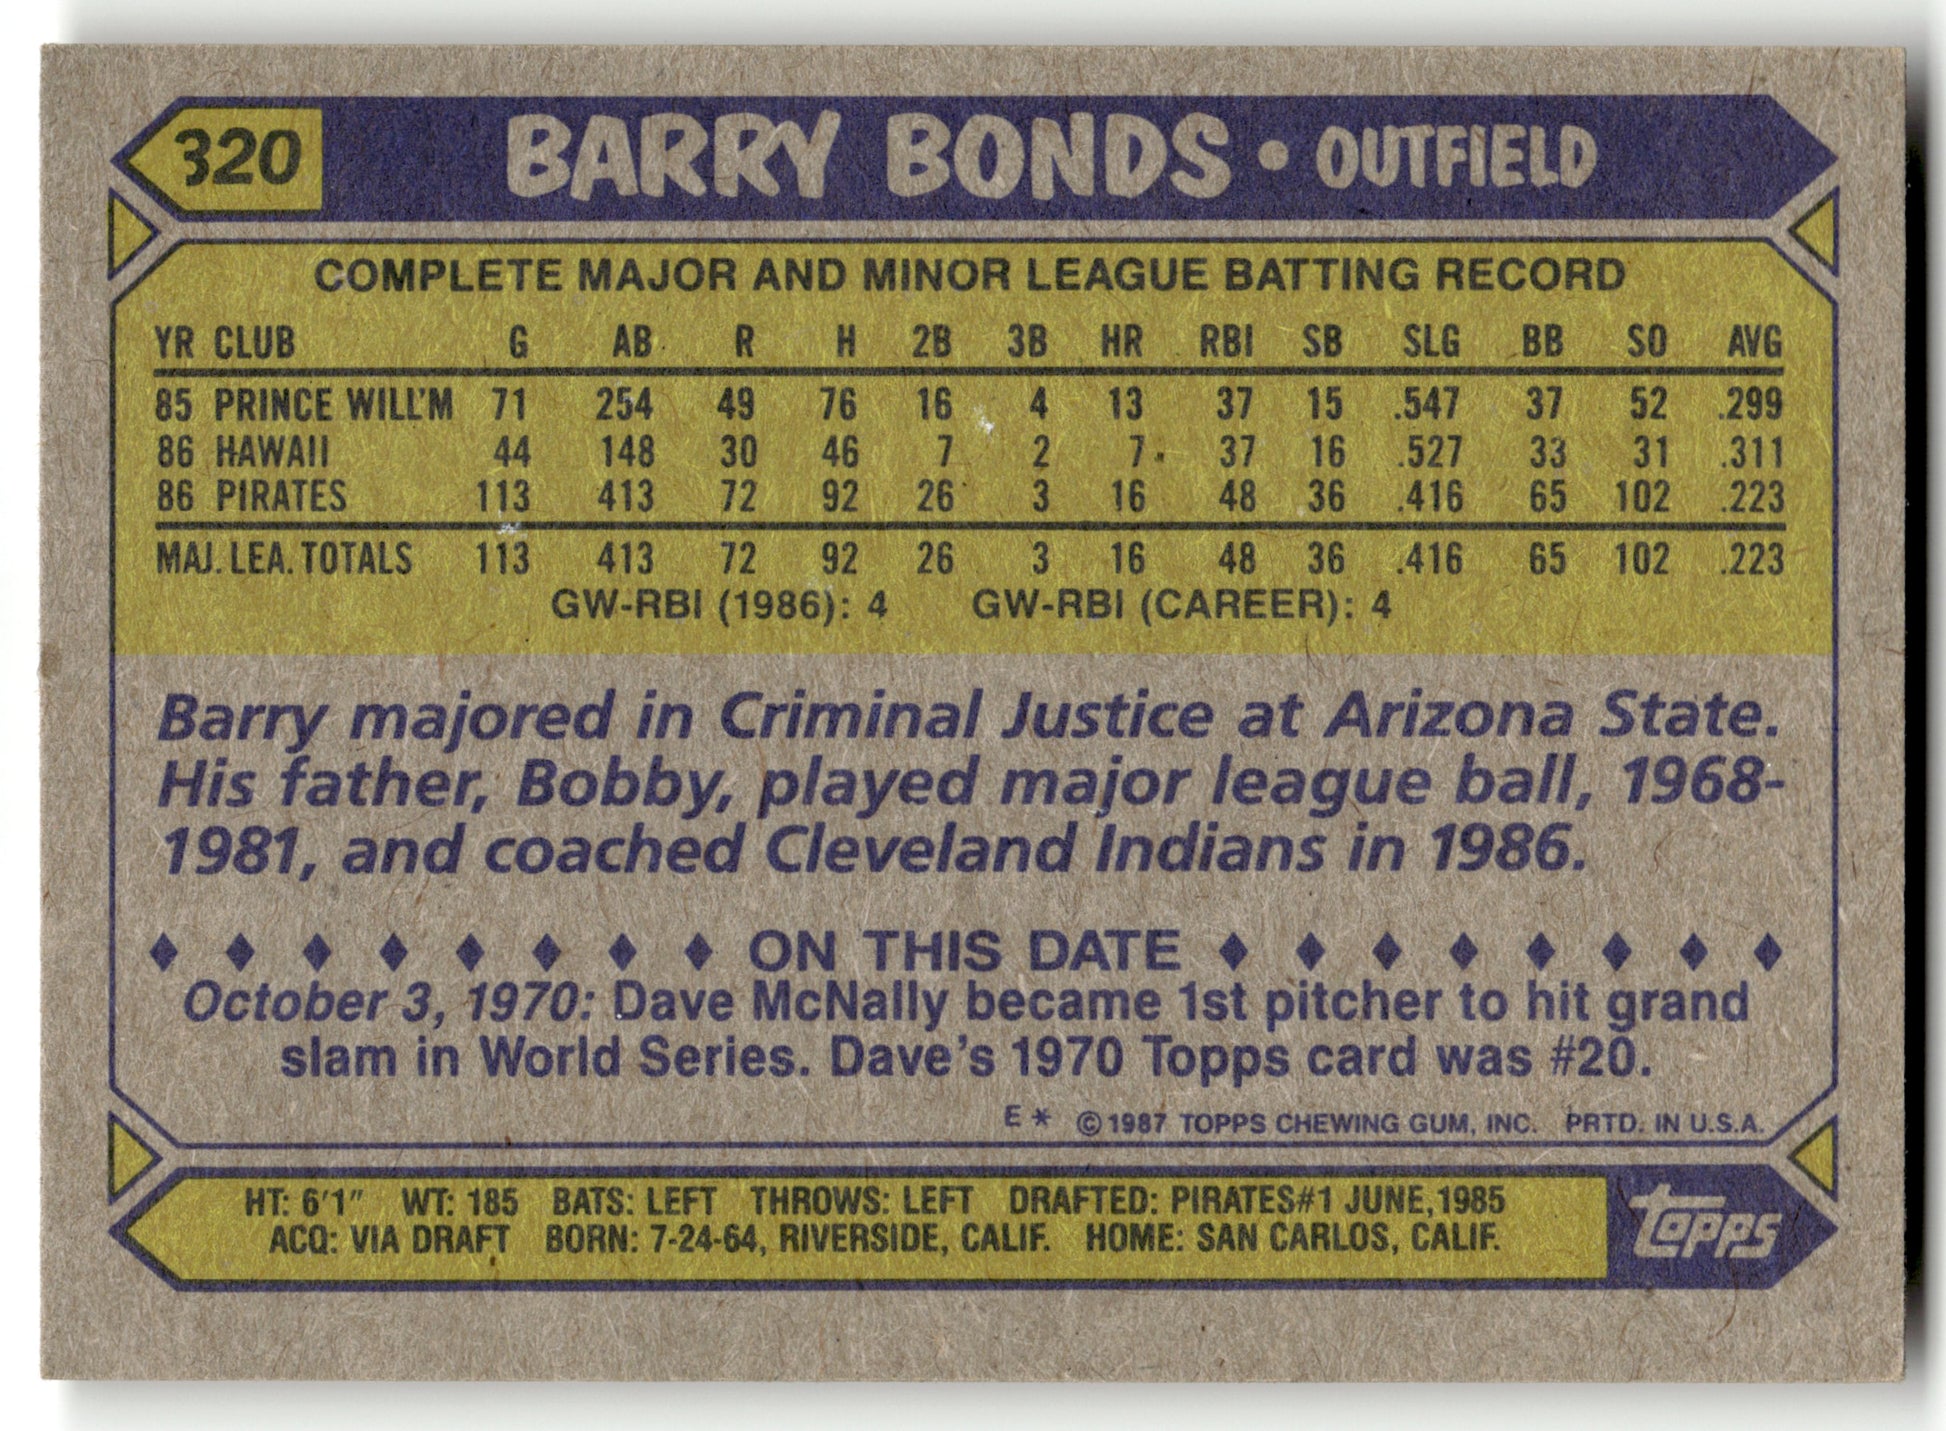 320 BARRY BONDS • OUTFIELD
COMPLETE MAJOR AND MINOR LEAGUE BATTING RECORD
YR CLUB G AB R H 2B 3B HR RBI SB SLG BB SO AVG
85 PRINCE WILL'M 71 254 49 76 16 4 13 37 15 .547 37 52 .299
86 HAWAII 44 148 30 46 7 2 7 37 16 .527 33 31 .311
86 PIRATES 113 413 72 92 26 3 16 48 36 .416 65 102 .223
MAJ. LEA. TOTALS 113 413 72 92 26 3 16 48 36 .416 65 102 .223
GW-RBI (1986): 4 GW-RBI (CAREER): 4
Barry majored in Criminal Justice at Arizona State.
His father, Bobby, played major league ball, 1968-
1981, and coached Cleveland Indians in 1986.
♦ ♦ ♦ ♦ ♦ ♦ ♦ ♦ ON THIS DATE ♦ ♦ ♦ ♦ ♦ ♦ ♦ ♦
October 3, 1970: Dave McNally became 1st pitcher to hit grand
slam in World Series. Dave's 1970 Topps card was #20.
E* © 1987 TOPPS CHEWING GUM, INC. PRTD. IN U.S.A.
HT: 6'1" WT: 185 BATS: LEFT THROWS: LEFT DRAFTED: PIRATES#1 JUNE, 1985
ACQ: VIA DRAFT BORN: 7-24-64, RIVERSIDE, CALIF. HOME: SAN CARLOS, CALIF.
topps